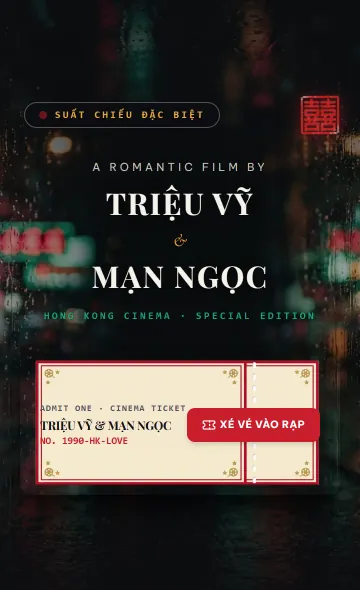 SUẤT CHIẾU ĐẶC BIỆT
囍
A ROMANTIC FILM BY
TRIỆU VỸ
&
MẠN NGỌC
HONG KONG CINEMA · SPECIAL EDITION
ADMIT ONE · CINEMA TICKET
TRIỆU VỸ & MẠN NGỌC
NO. 1990-HK-LOVE
XÉ VÉ VÀO RẠP